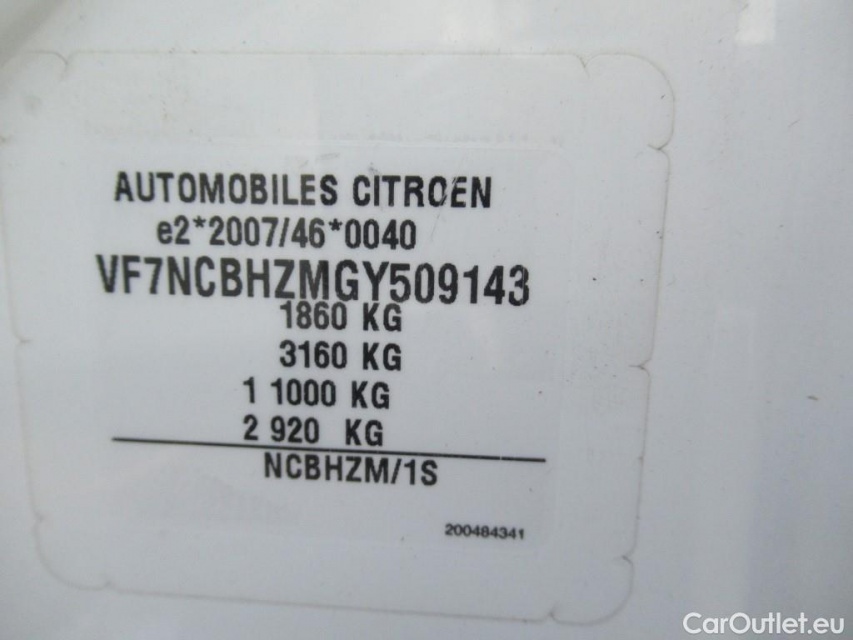 AUTOMOBILES CITROEN
e2*2007/46*0040
VF7NCBHZMGY509143
1860 KG
3160 KG
1 1000 KG
2 920 KG
NCBHZM/1S
200484341
CarOutlet.eu